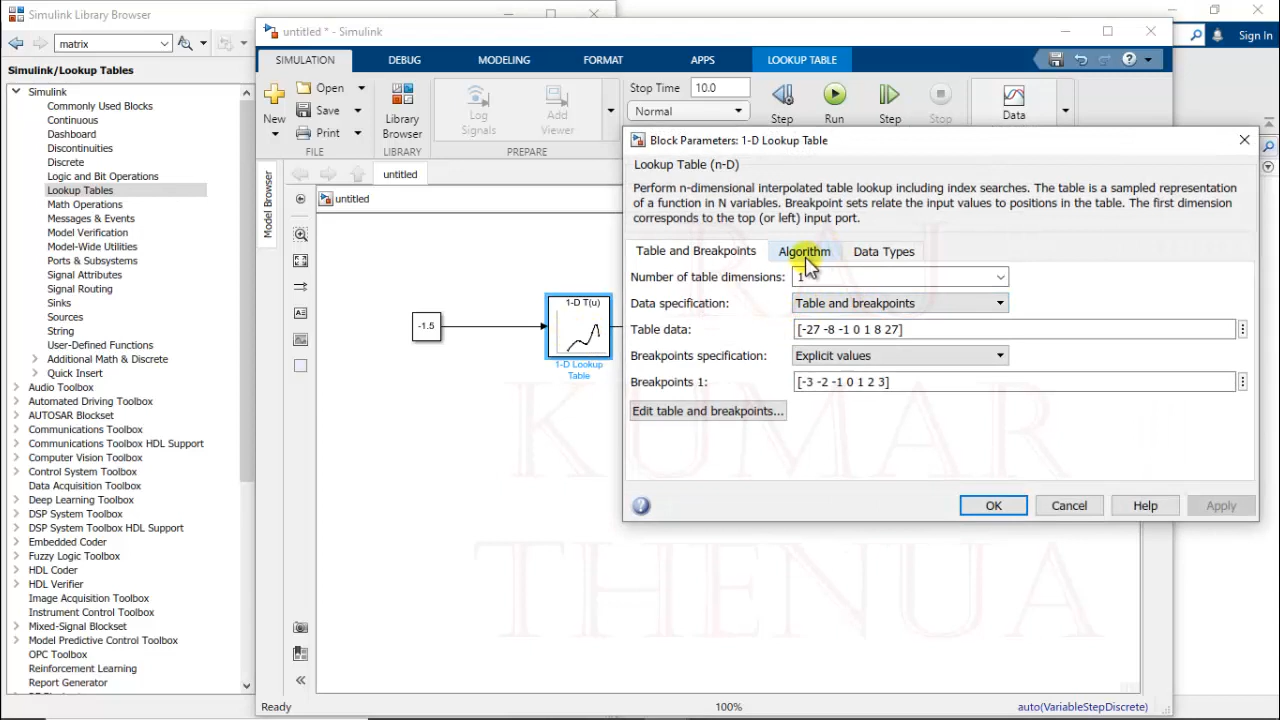 Simulink Library Browser
matrix
Simulink/Lookup Tables
Simulink
Commonly Used Blocks
Continuous
Dashboard
Discontinuities
Discrete
Logic and Bit Operations
Lookup Tables
Math Operations
Messages & Events
Model Verification
Model-Wide Utilities
Ports & Subsystems
Signal Attributes
Signal Routing
Sinks
Sources
String
User-Defined Functions
Additional Math & Discrete
Quick Insert
Audio Toolbox
Automated Driving Toolbox
AUTOSAR Blockset
Communications Toolbox
Communications Toolbox HDL Support
Computer Vision Toolbox
Control System Toolbox
Data Acquisition Toolbox
Deep Learning Toolbox
DSP System Toolbox
DSP System Toolbox HDL Support
Embedded Coder
Fuzzy Logic Toolbox
HDL Coder
HDL Verifier
Image Acquisition Toolbox
Instrument Control Toolbox
Mixed-Signal Blockset
Model Predictive Control Toolbox
OPC Toolbox
Reinforcement Learning
Report Generator
untitled * - Simulink
Sign In
SIMULATION DEBUG MODELING FORMAT APPS LOOKUP TABLE
New
Open
Save
Print
FILE
Library
Browser
LIBRARY
Log
Signals
Add
Viewer
PREPARE
Stop Time 10.0
Normal
Step
Run
Step
Stop
Data
untitled
Model Browser
untitled
-1.5
1-D T(u)
1-D Lookup
Table
Block Parameters: 1-D Lookup Table
Lookup Table (n-D)
Perform n-dimensional interpolated table lookup including index searches. The table is a sampled representation
of a function in N variables. Breakpoint sets relate the input values to positions in the table. The first dimension
corresponds to the top (or left) input port.
Table and Breakpoints Algorithm Data Types
Number of table dimensions: 1
Data specification: Table and breakpoints
Table data: [-27 -8 -1 0 1 8 27]
Breakpoints specification: Explicit values
Breakpoints 1: [-3 -2 -1 0 1 2 3]
Edit table and breakpoints...
OK Cancel Help Apply
RAJ
KUMAR
THENUA
Ready
100%
auto(VariableStepDiscrete)